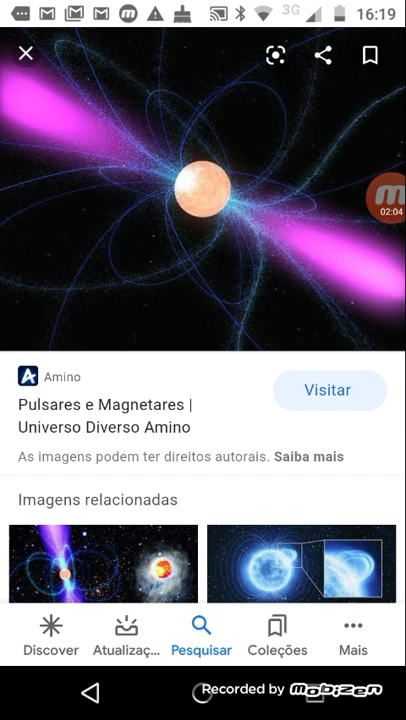 3G
16:19
02:04
Amino
Visitar
Pulsares e Magnetares |
Universo Diverso Amino
As imagens podem ter direitos autorais. Saiba mais
Imagens relacionadas
Discover
Atualizaç...
Pesquisar
Coleções
Mais
Recorded by mobizen